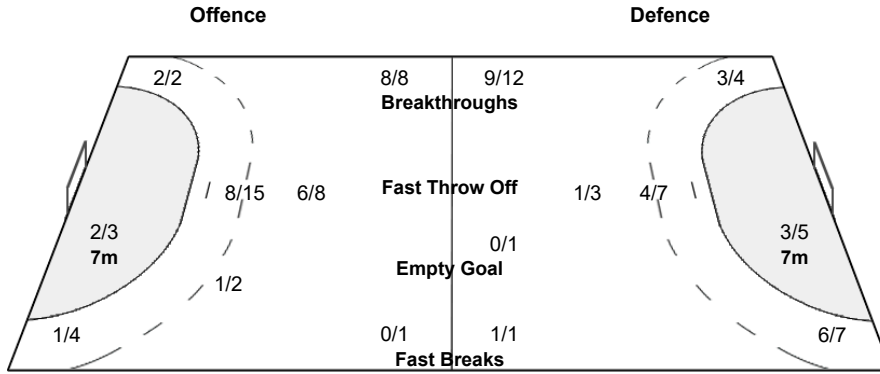 Offence Defence
2/2 8/8 9/12 3/4
Breakthroughs
8/15 6/8 Fast Throw Off 1/3 4/7
2/3 0/1 3/5
7m Empty Goal 7m
1/2
1/4 0/1 1/1 6/7
Fast Breaks